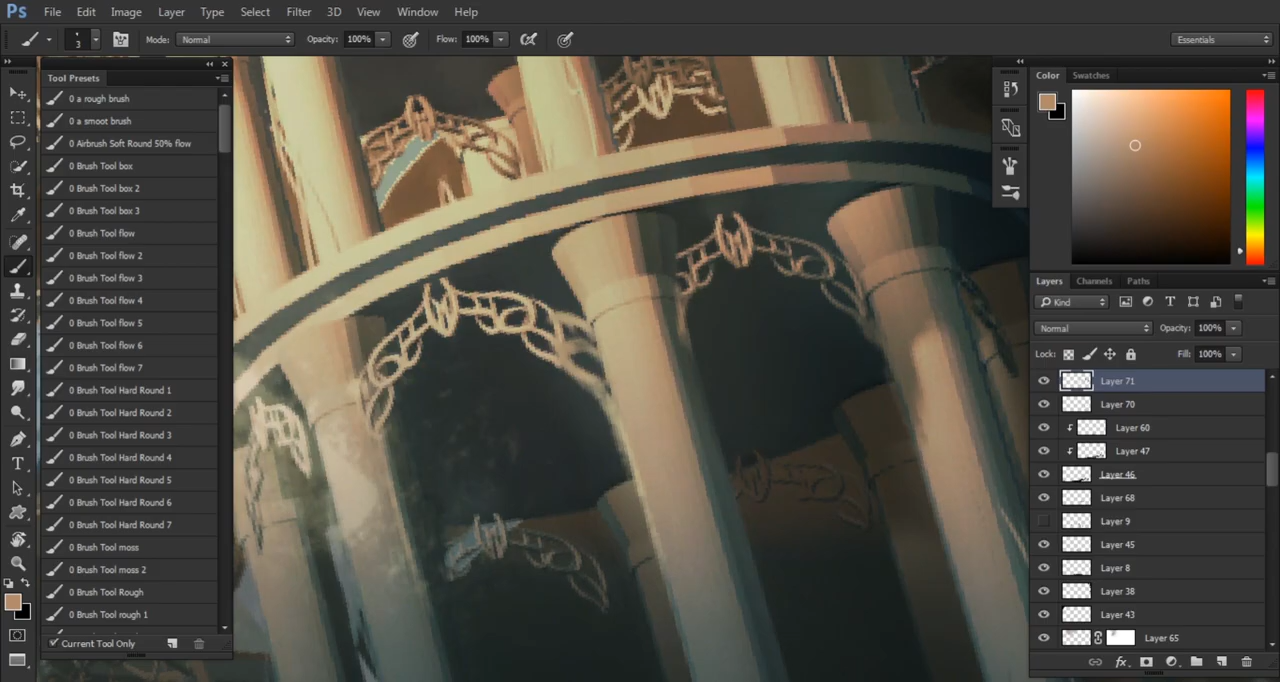 Ps File Edit Image Layer Type Select Filter 3D View Window Help
3 Mode: Normal Opacity: 100% Flow: 100% Essentials
Tool Presets
0 a rough brush
0 a smoot brush
0 Airbrush Soft Round 50% flow
0 Brush Tool box
0 Brush Tool box 2
0 Brush Tool box 3
0 Brush Tool flow
0 Brush Tool flow 2
0 Brush Tool flow 3
0 Brush Tool flow 4
0 Brush Tool flow 5
0 Brush Tool flow 6
0 Brush Tool flow 7
0 Brush Tool Hard Round 1
0 Brush Tool Hard Round 2
0 Brush Tool Hard Round 3
0 Brush Tool Hard Round 4
0 Brush Tool Hard Round 5
0 Brush Tool Hard Round 6
0 Brush Tool Hard Round 7
0 Brush Tool moss
0 Brush Tool moss 2
0 Brush Tool Rough
0 Brush Tool rough 1
Current Tool Only
Color Swatches
Layers Channels Paths
Kind
Normal Opacity: 100%
Lock: Fill: 100%
Layer 71
Layer 70
Layer 60
Layer 47
Layer 46
Layer 68
Layer 9
Layer 45
Layer 8
Layer 38
Layer 43
Layer 65